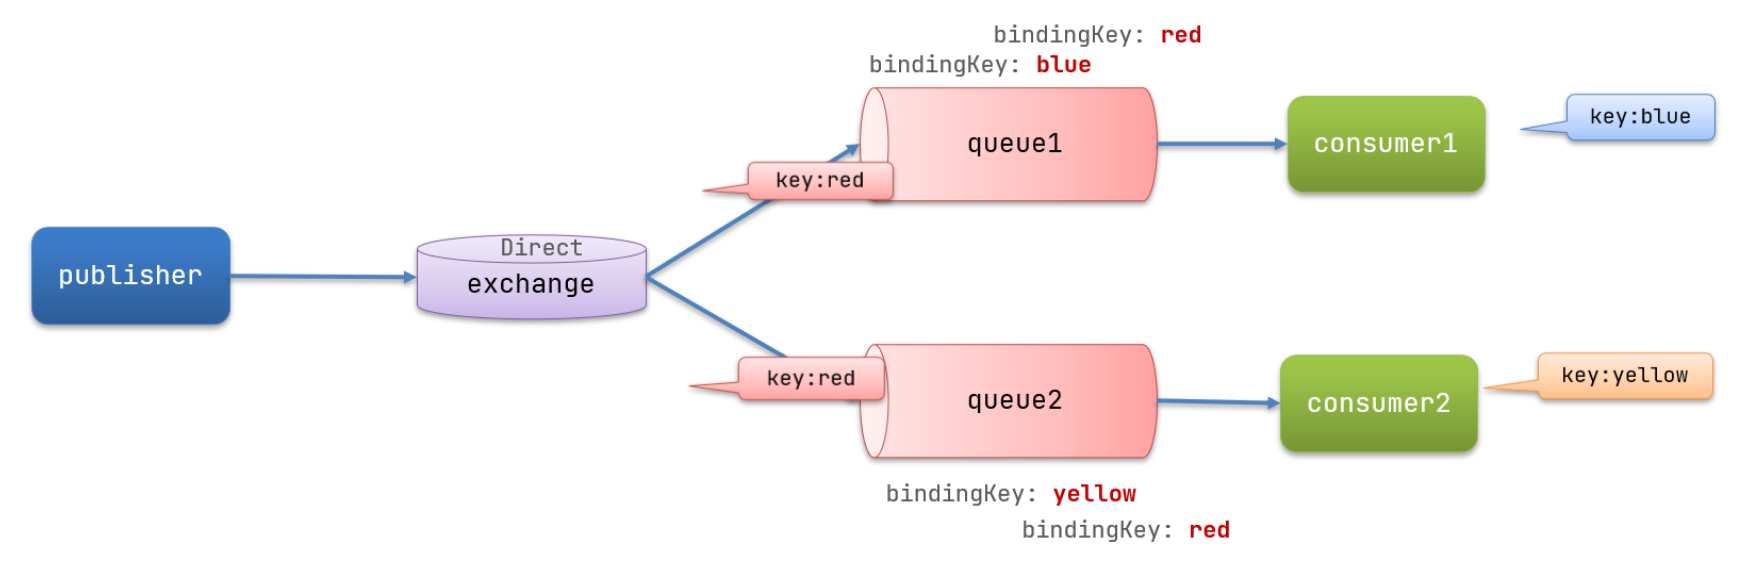 bindingKey: red
bindingKey: blue
queue1
consumer1
key:blue
key:red
publisher
Direct
exchange
key:red
queue2
consumer2
key:yellow
bindingKey: yellow
bindingKey: red